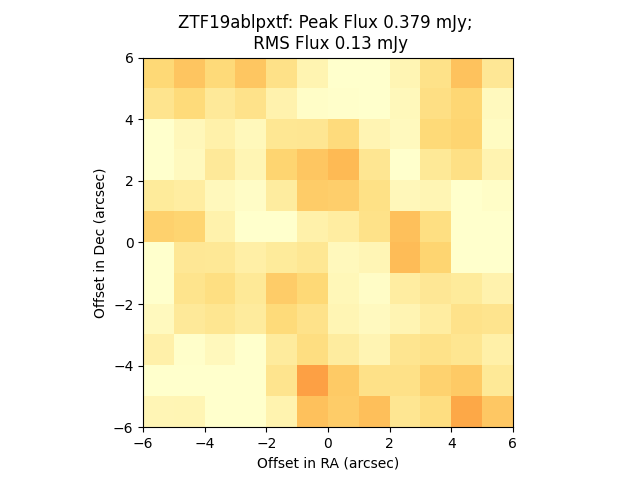 ZTF19ablpxtf: Peak Flux 0.379 mJy;
RMS Flux 0.13 mJy
6
4
2
0
−2
−4
−6
Offset in Dec (arcsec)
−6 −4 −2 0 2 4 6
Offset in RA (arcsec)